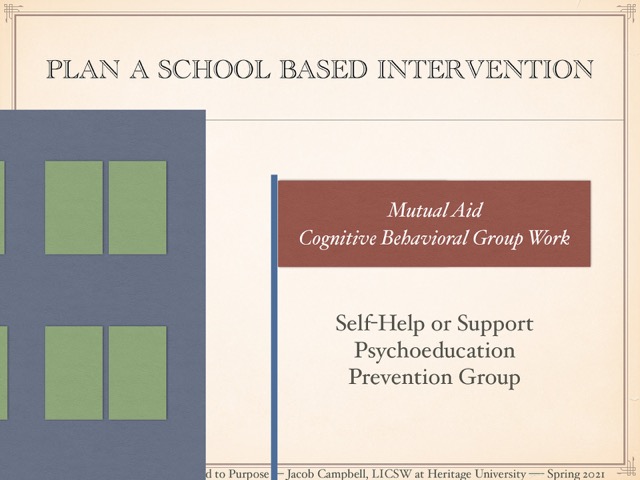 PLAN A SCHOOL BASED INTERVENTION
Mutual Aid
Cognitive Behavioral Group Work
Self-Help or Support
Psychoeducation
Prevention Group
to Purpose — Jacob Campbell, LICSW at Heritage University — Spring 2021